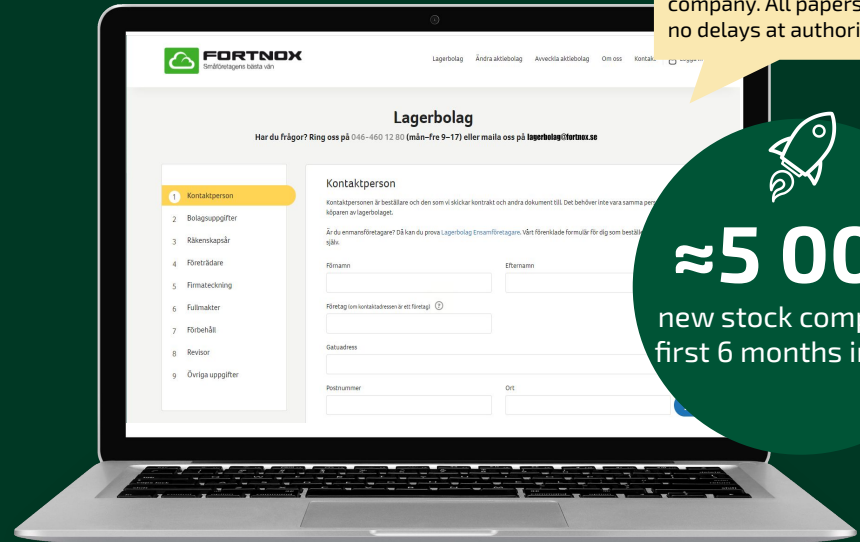 company. All papers
no delays at authori
FORTNOX
Småföretagens bästa vän
Lagerbolag Ändra aktiebolag Avveckla aktiebolag Om oss Kontakt
Lagerbolag
Har du frågor? Ring oss på 046-460 12 80 (mån–fre 9–17) eller maila oss på lagerbolag@fortnox.se
1 Kontaktperson
2 Bolagsuppgifter
3 Räkenskapsår
4 Företrädare
5 Firmateckning
6 Fullmakter
7 Förbehåll
8 Revisor
9 Övriga uppgifter
Kontaktperson
Kontaktpersonen är beställare och den som vi skickar kontrakt och andra dokument till. Det behöver inte vara samma per
köparen av lagerbolaget.
Är du enmansföretagare? Då kan du prova Lagerbolag Ensamföretagare. Vårt förenklade formulär för dig som beställe
själv.
Förnamn Efternamn
Företag (om kontaktadressen är ett företag) ?
Gatuadress
Postnummer Ort
≈5 00
new stock comp
first 6 months i